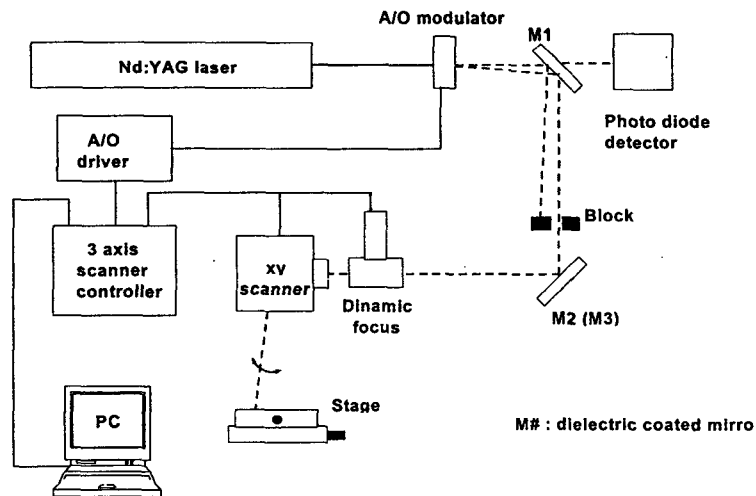 A/O modulator
M1
Nd:YAG laser
Photo diode
detector
A/O
driver
Block
3 axis
scanner
controller
xy
scanner
Dinamic
focus
M2 (M3)
PC
Stage
M# : dielectric coated mirro